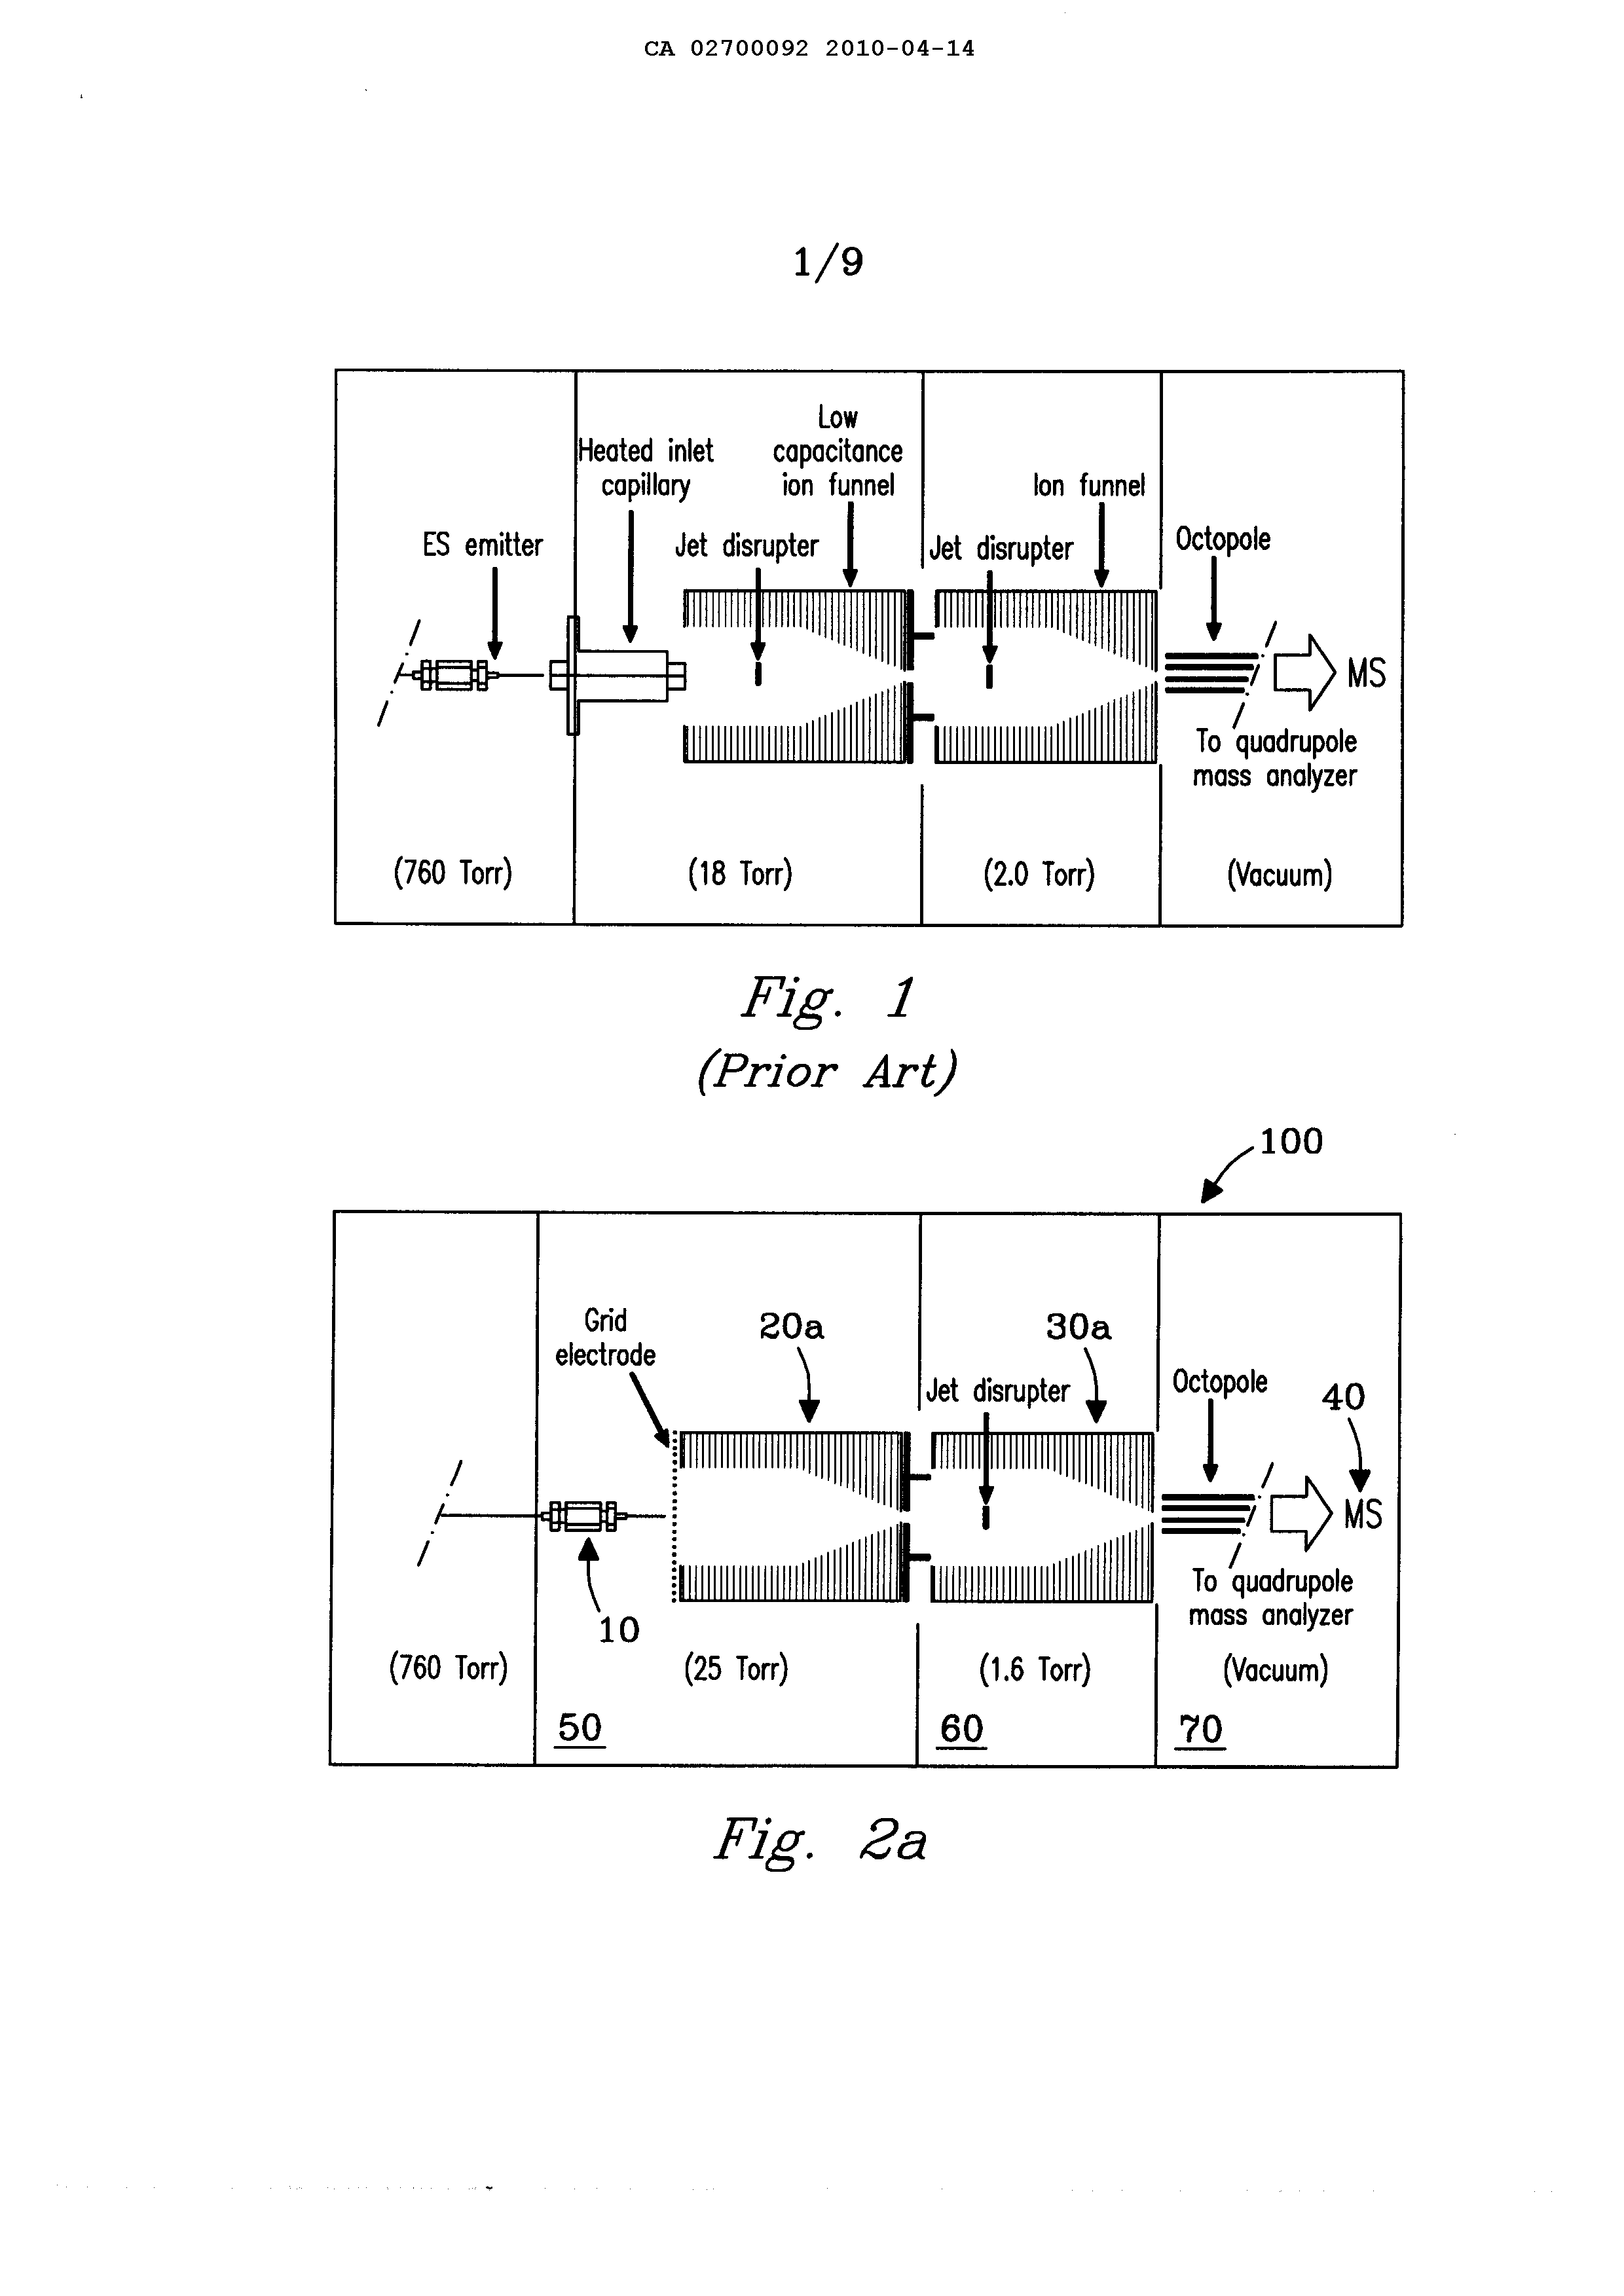 CA 02700092 2010-04-14
1/9
Low
capacitance
ion funnel
Heated inlet
capillary
Ion funnel
ES emitter
Jet disrupter
Jet disrupter
Octopole
MS
To quadrupole
mass analyzer
(760 Torr)
(18 Torr)
(2.0 Torr)
(Vacuum)
Fig. 1
(Prior Art)
100
Grid
electrode
20a
30a
Jet disrupter
Octopole
40
MS
To quadrupole
mass analyzer
10
(760 Torr)
(25 Torr)
(1.6 Torr)
(Vacuum)
50
60
70
Fig. 2a